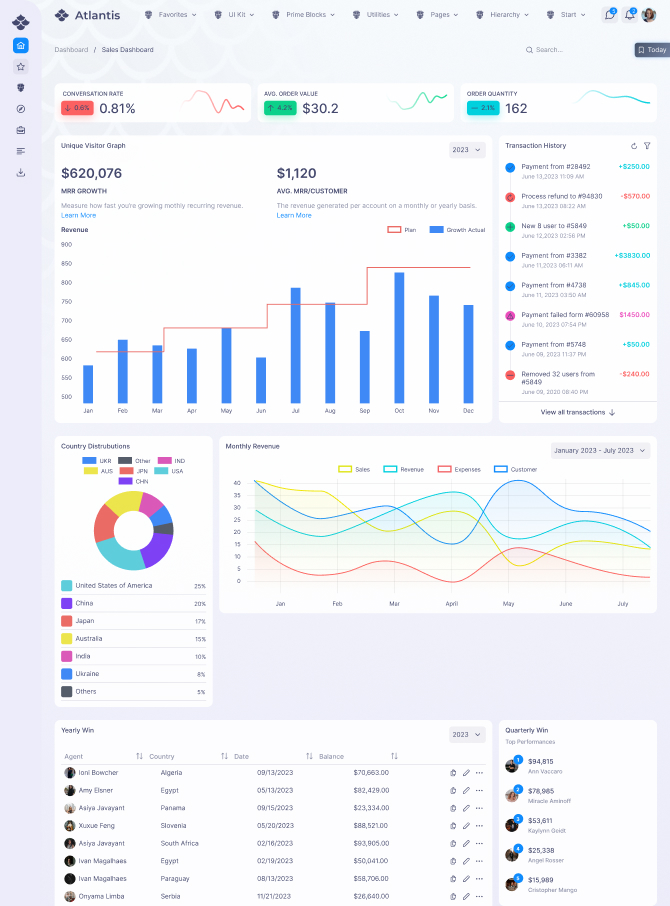 Atlantis
Favorites
UI Kit
Prime Blocks
Utilities
Pages
Hierarchy
Start
Dashboard / Sales Dashboard
Search...
Today
CONVERSATION RATE
0.6% 0.81%
AVG. ORDER VALUE
4.2% $30.2
ORDER QUANTITY
2.1% 162
Unique Visitor Graph
2023
$620,076
MRR GROWTH
Measure how fast you're growing mothly recurring revenue.
Learn More
$1,120
AVG. MRR/CUSTOMER
The revenue generated per account on a monthly or yearly basis.
Learn More
Revenue
Plan
Growth Actual
900
850
800
750
700
650
600
550
500
Jan Feb Mar Apr May Jun Jul Aug Sep Oct Nov Dec
Transaction History
Payment from #28492 +$250.00
June 13,2023 11:09 AM
Process refund to #94830 -$570.00
June 13,2023 08:22 AM
New 8 user to #5849 +$50.00
June 12,2023 02:56 PM
Payment from #3382 +$3830.00
June 11,2023 06:11 AM
Payment from #4738 +$845.00
June 11, 2023 03:50 AM
Payment failed form #60958 $1450.00
June 10, 2023 07:54 PM
Payment from #5748 +$50.00
June 09, 2023 11:37 PM
Removed 32 users from -$240.00
#5849
June 09, 2020 08:40 PM
View all transactions
Country Distrubutions
UKR Other IND
AUS JPN USA
CHN
United States of America 25%
China 20%
Japan 17%
Australia 15%
India 10%
Ukraine 8%
Others 5%
Monthly Revenue
January 2023 - July 2023
Sales Revenue Expenses Customer
40
35
30
25
20
15
10
5
0
Jan Feb Mar April May June July
Yearly Win
2023
Agent Country Date Balance
Ioni Bowcher Algeria 09/13/2023 $70,663.00
Amy Elsner Egypt 05/13/2023 $82,429.00
Asiya Javayant Panama 09/15/2023 $23,334.00
Xuxue Feng Slovenia 05/20/2023 $88,521.00
Asiya Javayant South Africa 02/16/2023 $93,905.00
Ivan Magalhaes Egypt 02/19/2023 $50,041.00
Ivan Magalhaes Paraguay 08/13/2023 $58,706.00
Onyama Limba Serbia 11/21/2023 $26,640.00
Quarterly Win
Top Performances
1 $94,815
Ann Vaccaro
2 $78,985
Miracle Aminoff
3 $53,611
Kaylynn Geidt
4 $25,338
Angel Rosser
5 $15,989
Cristopher Mango